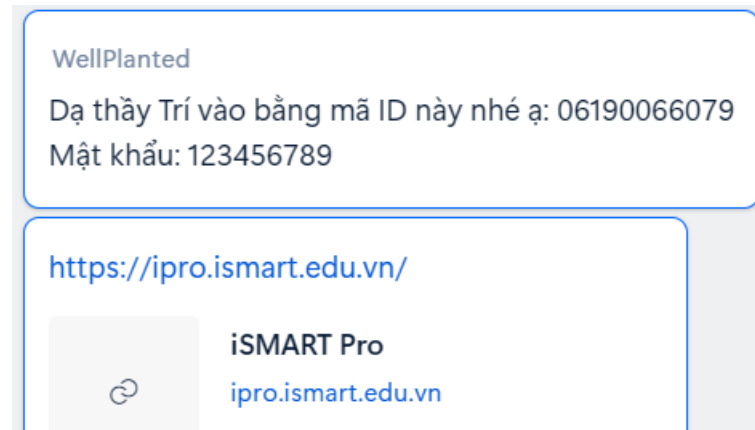 WellPlanted
Dạ thầy Trí vào bằng mã ID này nhé ạ: 06190066079
Mật khẩu: 123456789
https://ipro.ismart.edu.vn/
iSMART Pro
ipro.ismart.edu.vn